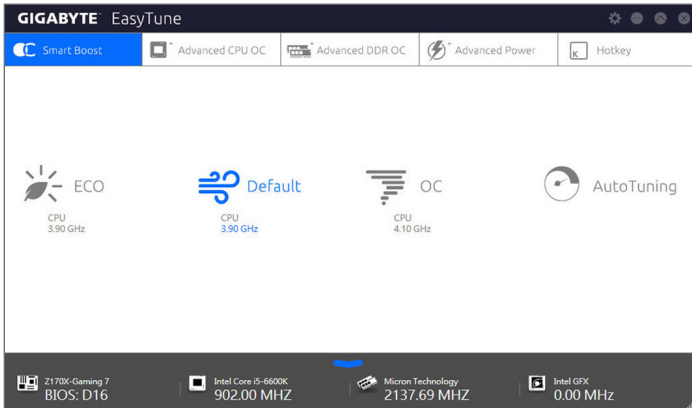 GIGABYTE EasyTune
Smart Boost
Advanced CPU OC
Advanced DDR OC
Advanced Power
K
Hotkey
ECO
CPU
3.90 GHz
Default
CPU
3.90 GHz
OC
CPU
4.10 GHz
AutoTuning
Z170X-Gaming 7
BIOS: D16
Intel Core i5-6600K
902.00 MHZ
Micron Technology
2137.69 MHZ
Intel GFX
0.00 MHz